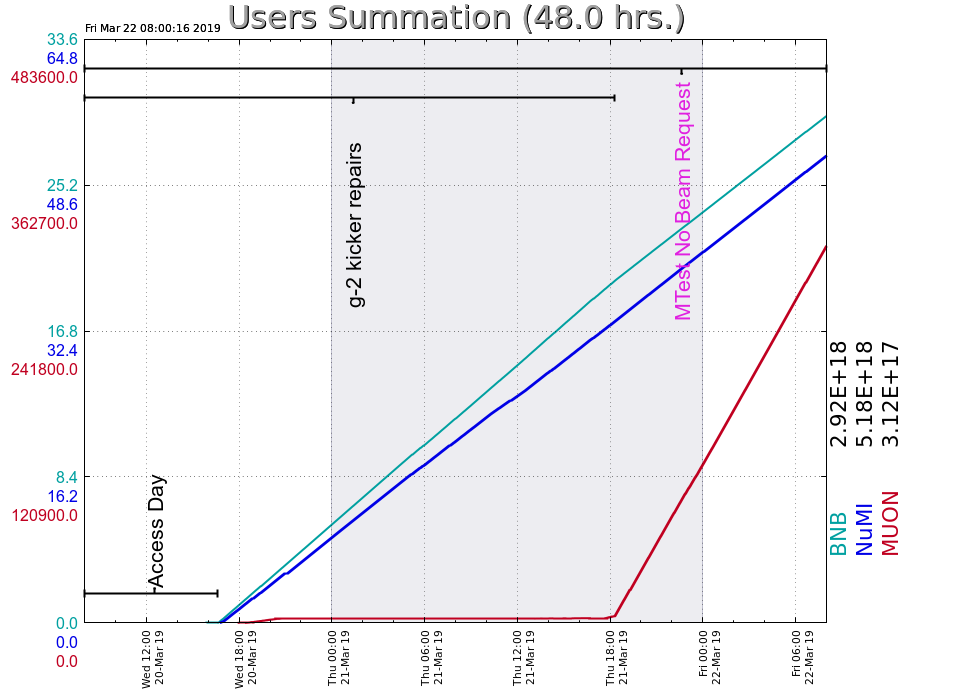 Users Summation (48.0 hrs.)
Fri Mar 22 08:00:16 2019
33.6
64.8
483600.0
25.2
48.6
362700.0
16.8
32.4
241800.0
8.4
16.2
120900.0
0.0
0.0
0.0
Access Day
g-2 kicker repairs
MTest No Beam Request
BNB 2.92E+18
NuMI 5.18E+18
MUON 3.12E+17
Wed 12:00
20-Mar 19
Wed 18:00
20-Mar 19
Thu 00:00
21-Mar 19
Thu 06:00
21-Mar 19
Thu 12:00
21-Mar 19
Thu 18:00
21-Mar 19
Fri 00:00
22-Mar 19
Fri 06:00
22-Mar 19